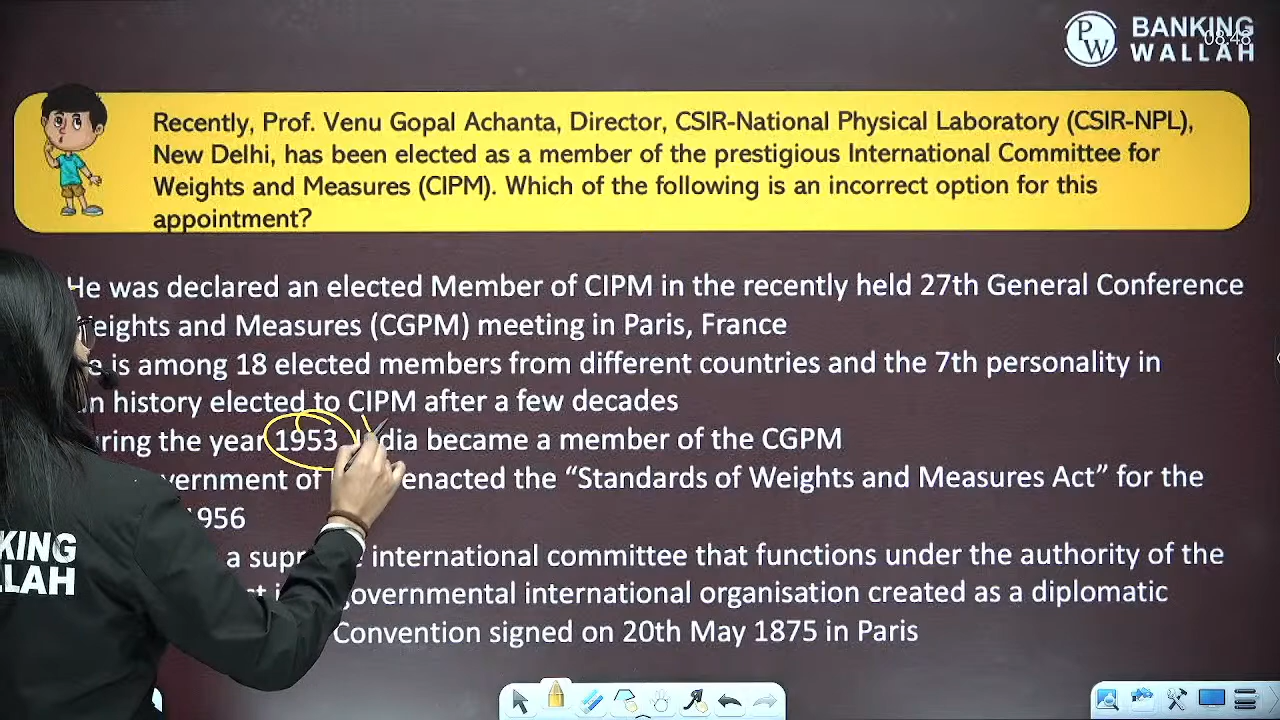 BANKING
WALLAH
PW
08:48
Recently, Prof. Venu Gopal Achanta, Director, CSIR-National Physical Laboratory (CSIR-NPL),
New Delhi, has been elected as a member of the prestigious International Committee for
Weights and Measures (CIPM). Which of the following is an incorrect option for this
appointment?
He was declared an elected Member of CIPM in the recently held 27th General Conference
eights and Measures (CGPM) meeting in Paris, France
is among 18 elected members from different countries and the 7th personality in
n history elected to CIPM after a few decades
uring the year 1953 India became a member of the CGPM
vernment of enacted the “Standards of Weights and Measures Act” for the
1956
a international committee that functions under the authority of the
governmental international organisation created as a diplomatic
Convention signed on 20th May 1875 in Paris
KING
LAH